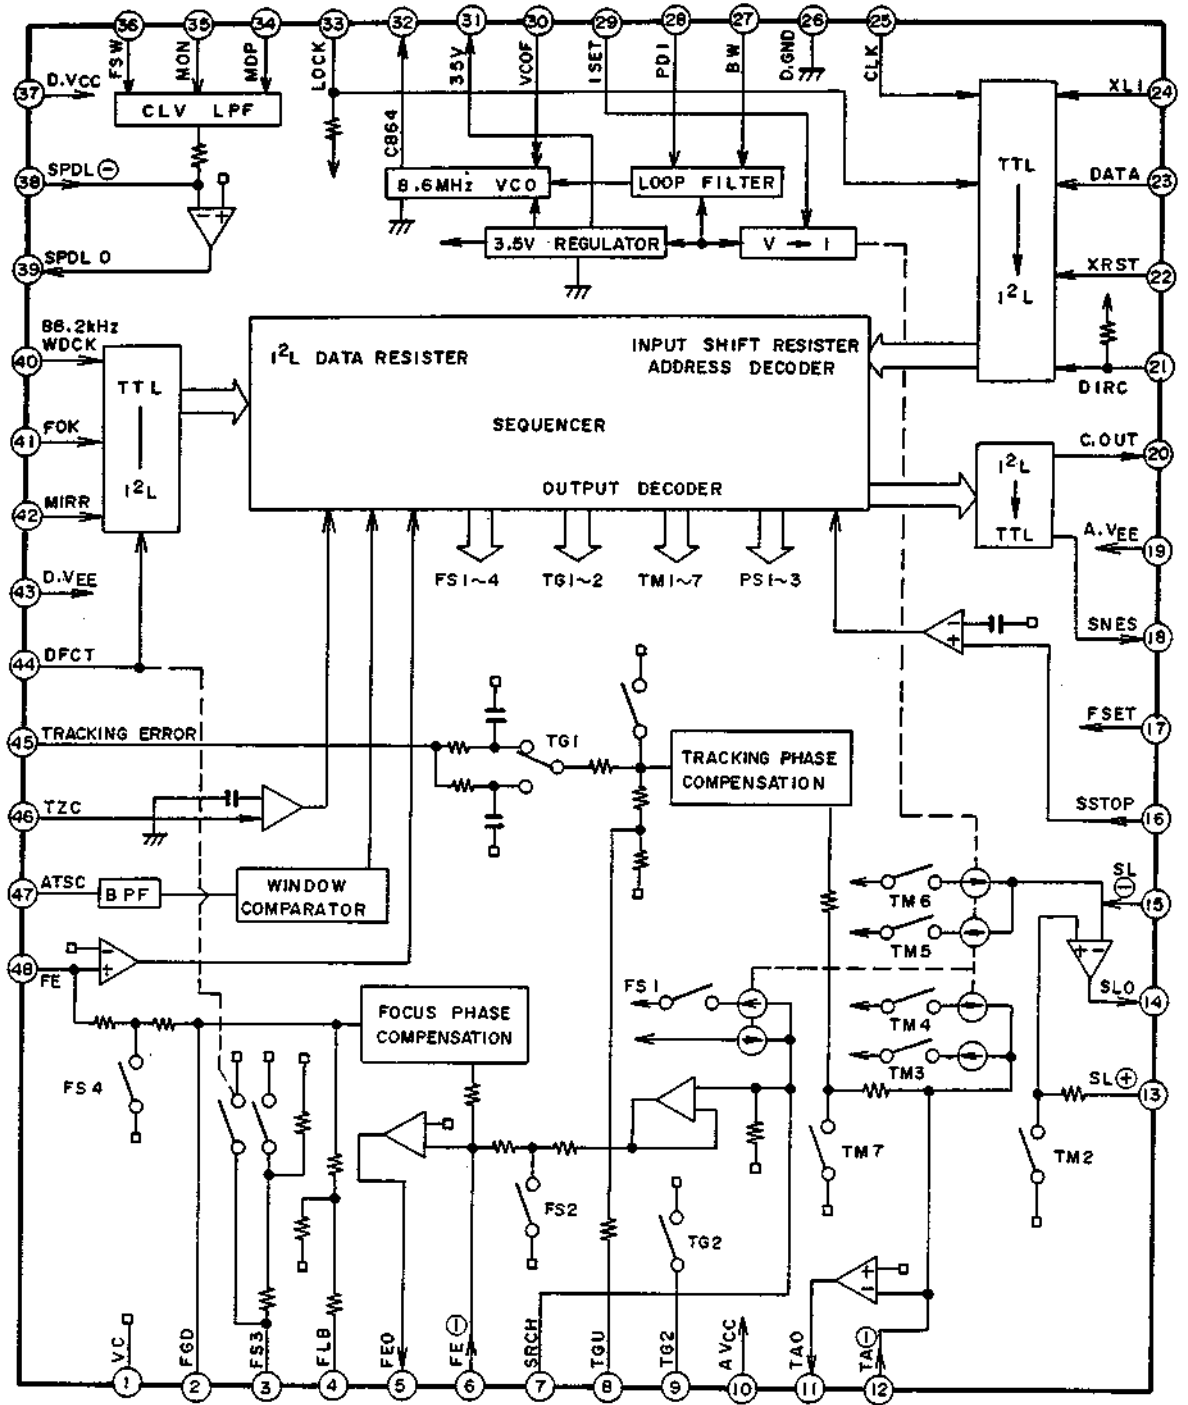 36 35 34 33 32 31 30 29 28 27 26 25
FSW MON MDP LOCK C864 3.5V VCOF ISET PDI BW D.GND CLK
37 D.VCC
CLV LPF
XLI 24
38 SPDL ⊖
8.6MHz VCO
LOOP FILTER
TTL
I²L
DATA 23
− +
3.5V REGULATOR
V → I
39 SPDL O
XRST 22
88.2kHz
40 WDCK
TTL
I²L
I²L DATA RESISTER
INPUT SHIFT RESISTER
ADDRESS DECODER
DIRC 21
41 FOK
SEQUENCER
C.OUT 20
42 MIRR
OUTPUT DECODER
I²L
TTL
A.VEE 19
43 D.VEE
FS1~4 TG1~2 TM1~7 PS1~3
− +
SNES 18
44 DFCT
FSET 17
45 TRACKING ERROR
TG1
TRACKING PHASE
COMPENSATION
46 TZC
SSTOP 16
47 ATSC
BPF
WINDOW
COMPARATOR
TM6
SL ⊖ 15
TM5
+ −
48 FE
− +
FS1
TM4
SLO 14
FOCUS PHASE
COMPENSATION
TM3
SL ⊕ 13
FS4
TM7
TM2
FS2
TG2
+ −
− +
VC FGD FS3 FLB FEO FE ⊖ SRCH TGU TG2 AVCC TAO TA ⊖
1 2 3 4 5 6 7 8 9 10 11 12